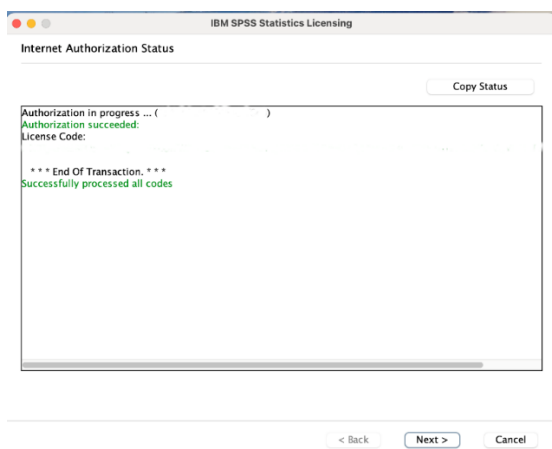 IBM SPSS Statistics Licensing
Internet Authorization Status
Copy Status
Authorization in progress ... ( )
Authorization succeeded:
License Code:
* * * End Of Transaction. * * *
Successfully processed all codes
< Back Next > Cancel